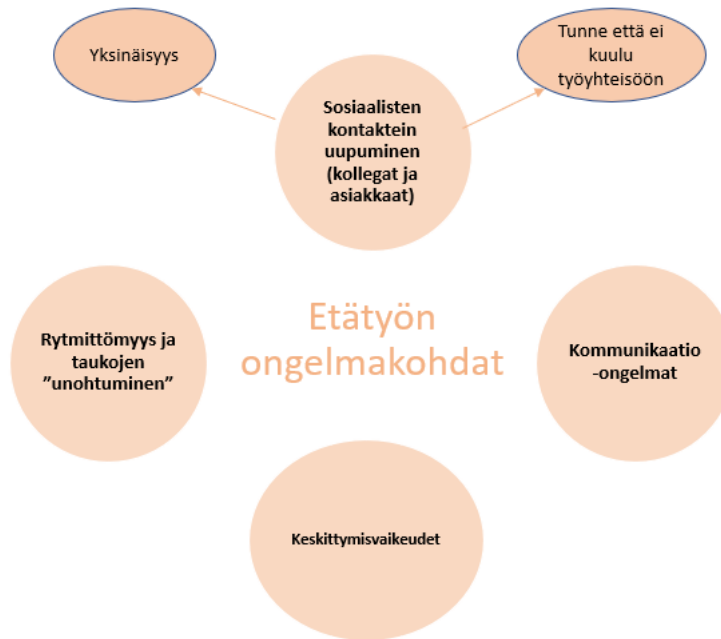 Yksinäisyys
Tunne että ei
kuulu
työyhteisöön
Sosiaalisten
kontaktein
uupuminen
(kollegat ja
asiakkaat)
Etätyön
ongelmakohdat
Rytmittömyys ja
taukojen
”unohtuminen”
Kommunikaatio
-ongelmat
Keskittymisvaikeudet